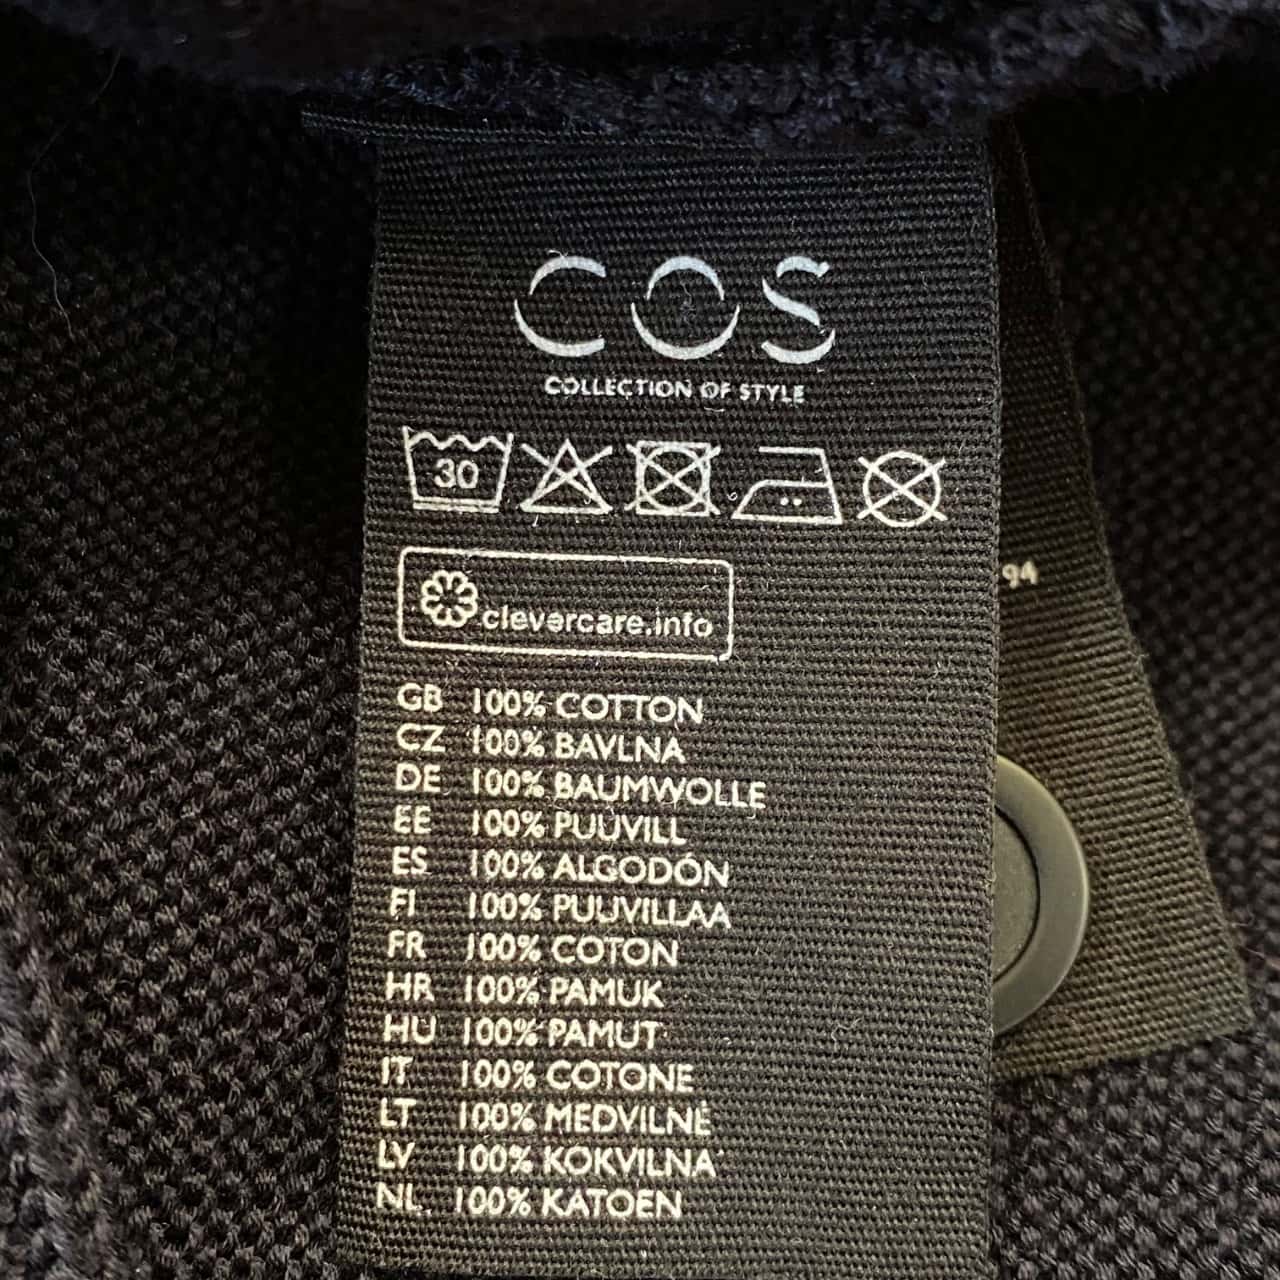 COS
COLLECTION OF STYLE
30
94
clevercare.info
GB 100% COTTON
CZ 100% BAVLNA
DE 100% BAUMWOLLE
EE 100% PUUVILL
ES 100% ALGODÓN
FI 100% PUUVILLAA
FR 100% COTON
HR 100% PAMUK
HU 100% PAMUT
IT 100% COTONE
LT 100% MEDVILNĖ
LV 100% KOKVILNA
NL 100% KATOEN